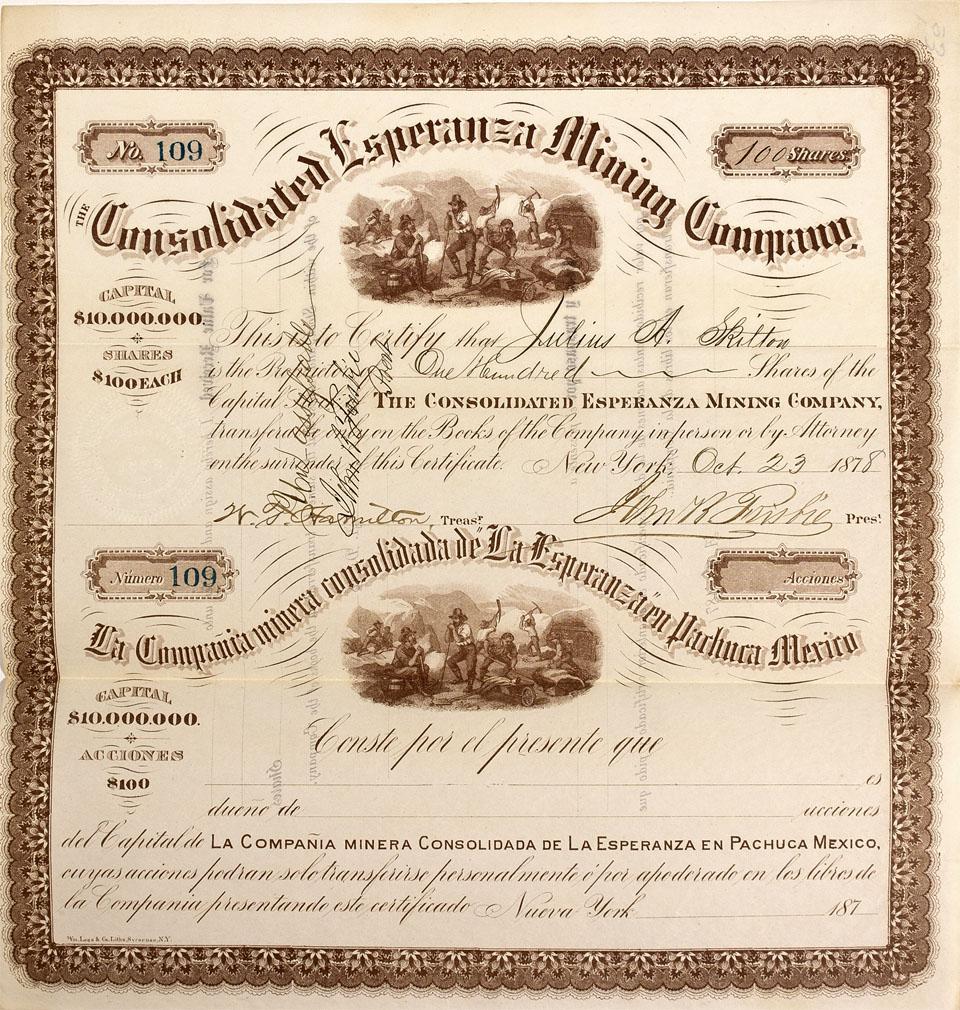 No. 109
100 Shares
THE Consolidated Esperanza Mining Company.
CAPITAL
$10.000.000
SHARES
$100 EACH
This is to Certify that Julius A. Skilton
is the Proprietor of One Hundred Shares of the
Capital Stock of THE CONSOLIDATED ESPERANZA MINING COMPANY,
transferable only on the Books of the Company in person or by Attorney
on the surrender of this Certificate. New York Oct. 23 1878
Treasr. Prest.
John B. Forsbie
Número 109
Acciones
La Compañia minera consolidada de "La Esperanza" en Pachuca Mexico
CAPITAL
$10.000.000.
ACCIONES
$100
Conste por el presente que
es
dueño de acciones
del Capital de LA COMPAÑIA MINERA CONSOLIDADA DE LA ESPERANZA EN PACHUCA MEXICO,
cuyas acciones podran solo transferirse personalmente ó por apoderado en los libros de
la Compañia presentando este certificado Nueva York 187